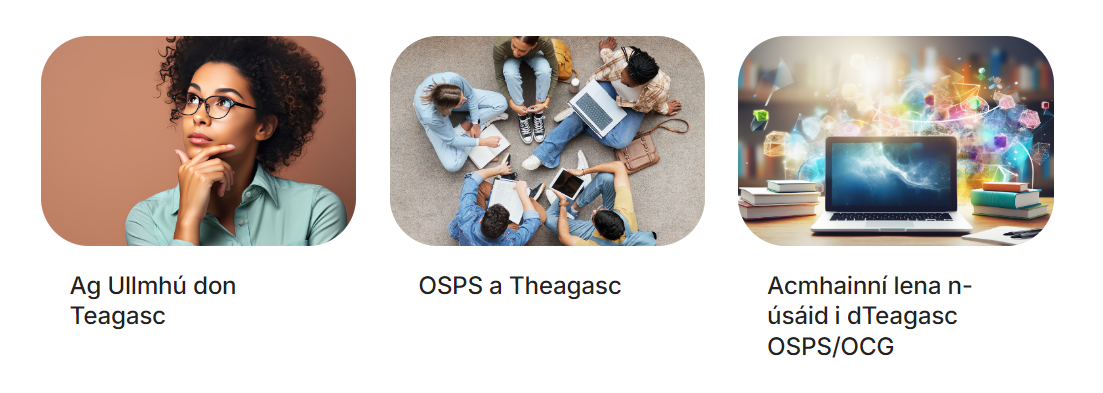 Ag Ullmhú don
Teagasc
OSPS a Theagasc
Acmhainní lena n-
úsáid i dTeagasc
OSPS/OCG